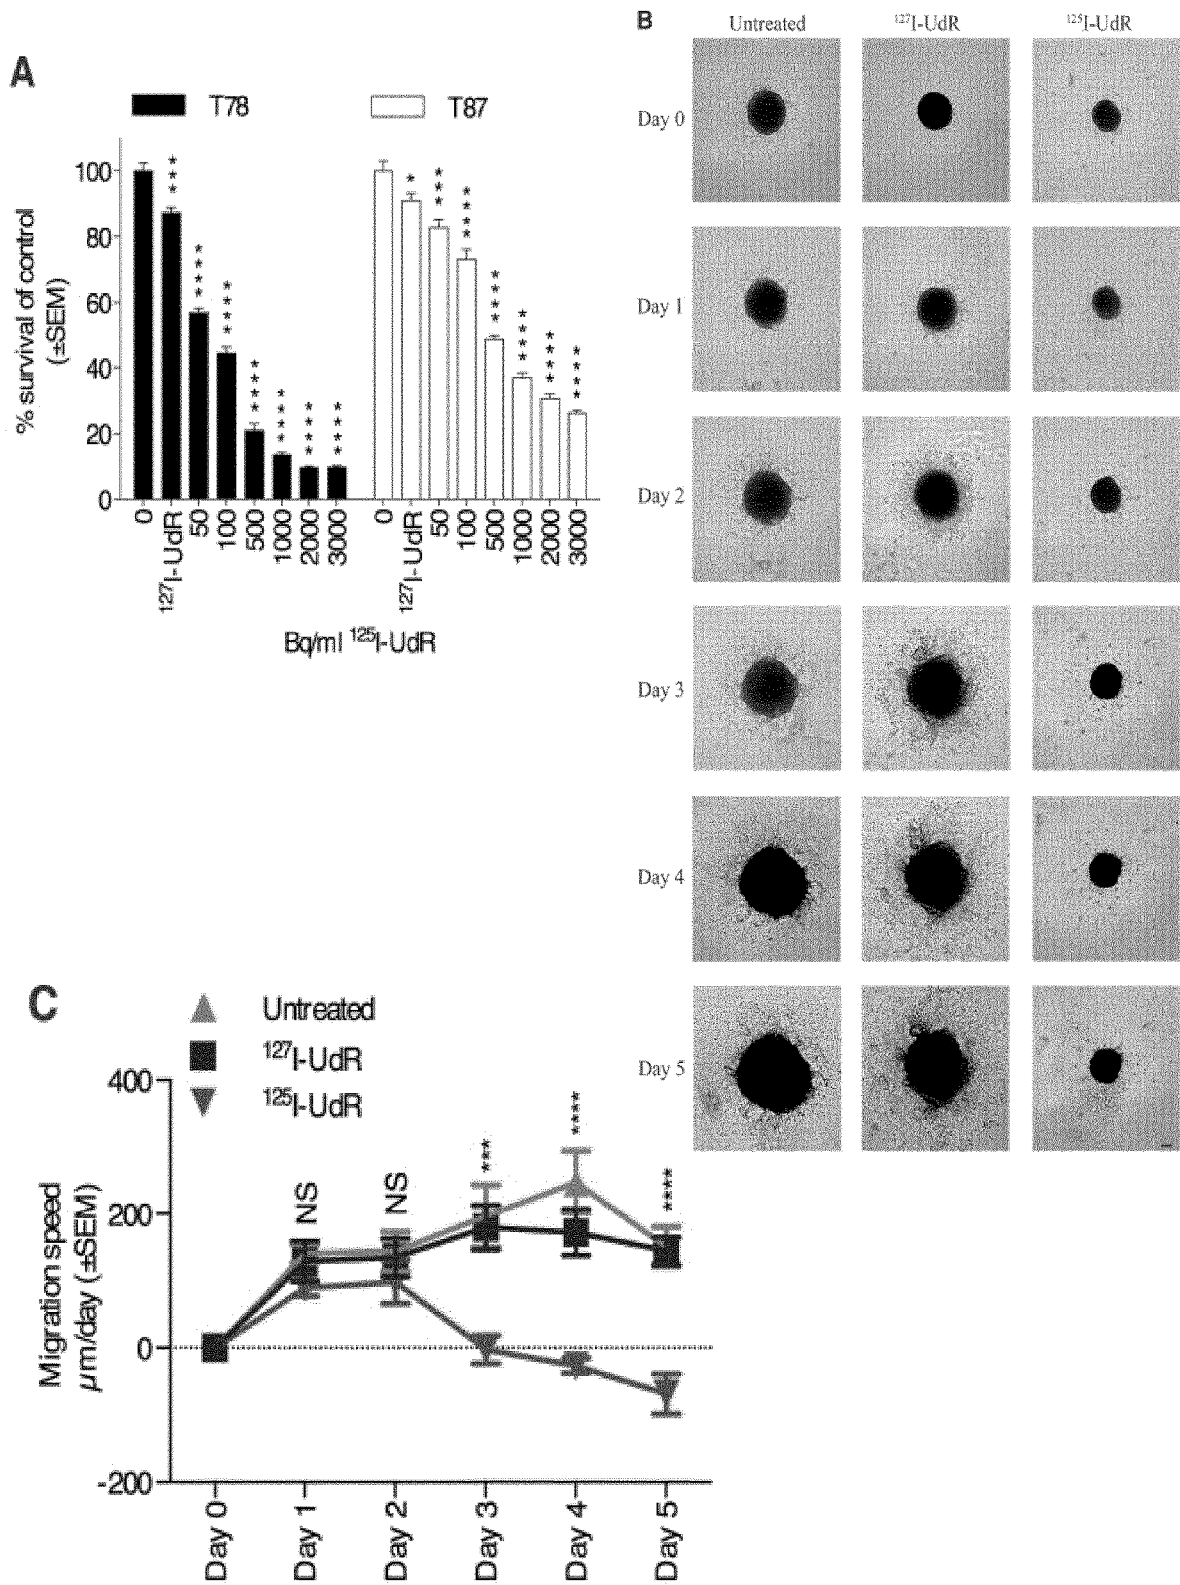 A
T78
T87
% survival of control
(±SEM)
100
80
60
40
20
0
***
****
****
****
****
****
****
*
***
****
****
****
****
****
0
¹²⁷I-UdR
50
100
500
1000
2000
3000
0
¹²⁷I-UdR
50
100
500
1000
2000
3000
Bq/ml ¹²⁵I-UdR
B
Untreated ¹²⁷I-UdR ¹²⁵I-UdR
Day 0
Day 1
Day 2
Day 3
Day 4
Day 5
C
Untreated
¹²⁷I-UdR
¹²⁵I-UdR
Migration speed
µm/day (±SEM)
400
200
0
-200
NS
NS
***
****
****
Day 0
Day 1
Day 2
Day 3
Day 4
Day 5